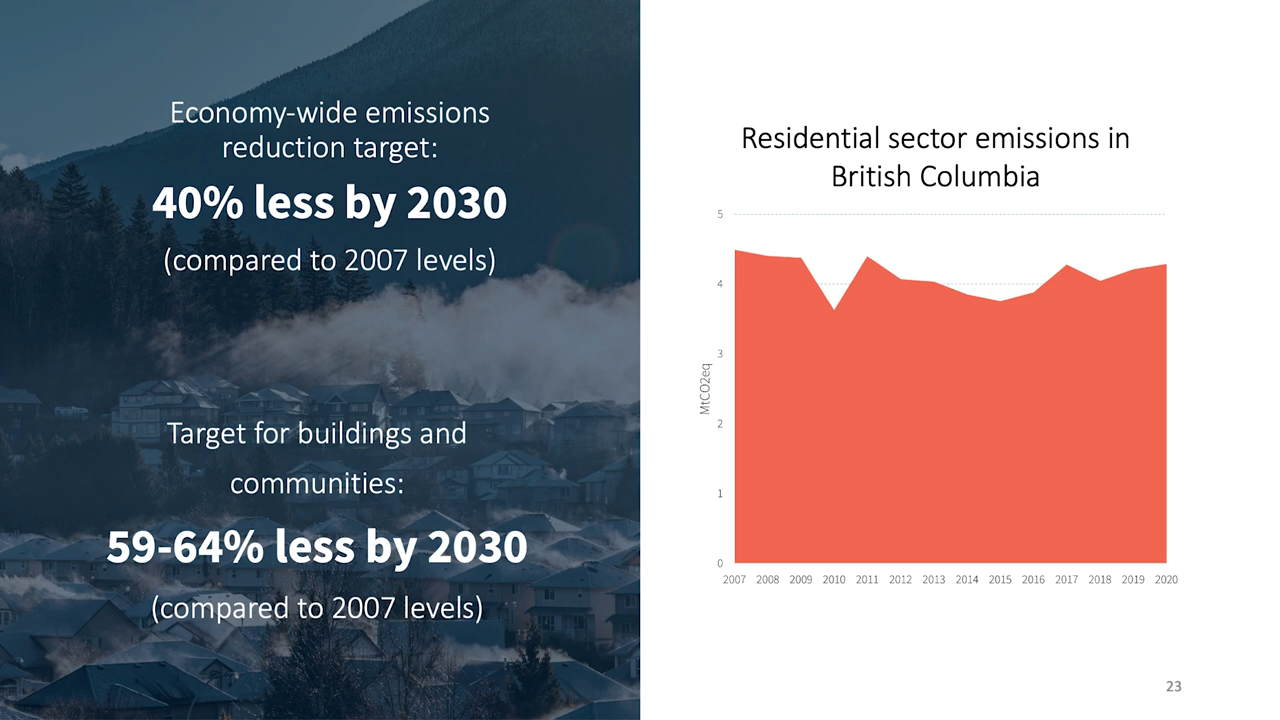 Economy-wide emissions
reduction target:
40% less by 2030
(compared to 2007 levels)
Target for buildings and
communities:
59-64% less by 2030
(compared to 2007 levels)
Residential sector emissions in
British Columbia
5
4
3
2
1
0
MtCO2eq
2007 2008 2009 2010 2011 2012 2013 2014 2015 2016 2017 2018 2019 2020
23